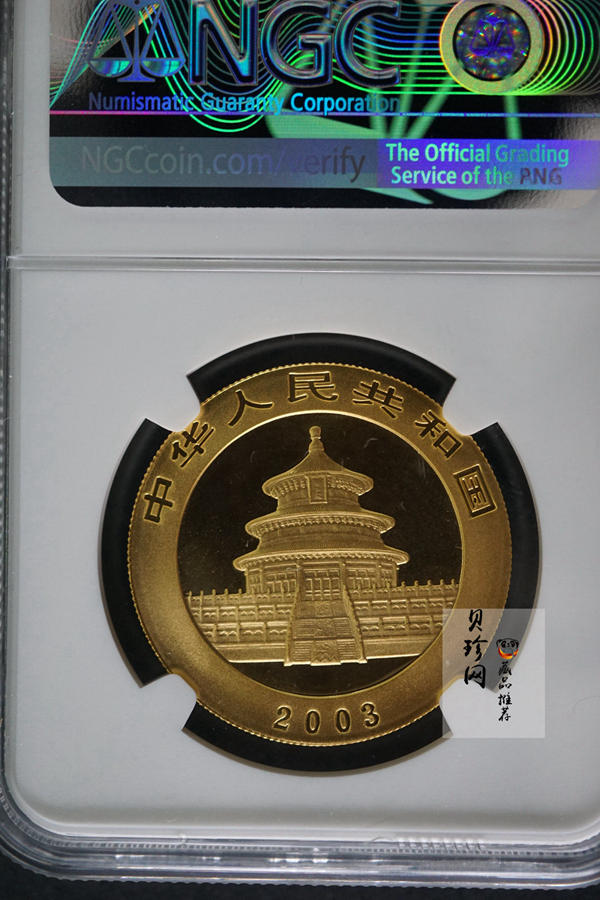 NGC
Numismatic Guaranty Corporation
NGCcoin.com/verify
The Official Grading
Service of the PNG
中华人民共和国
2003
贝珍网
藏品推荐